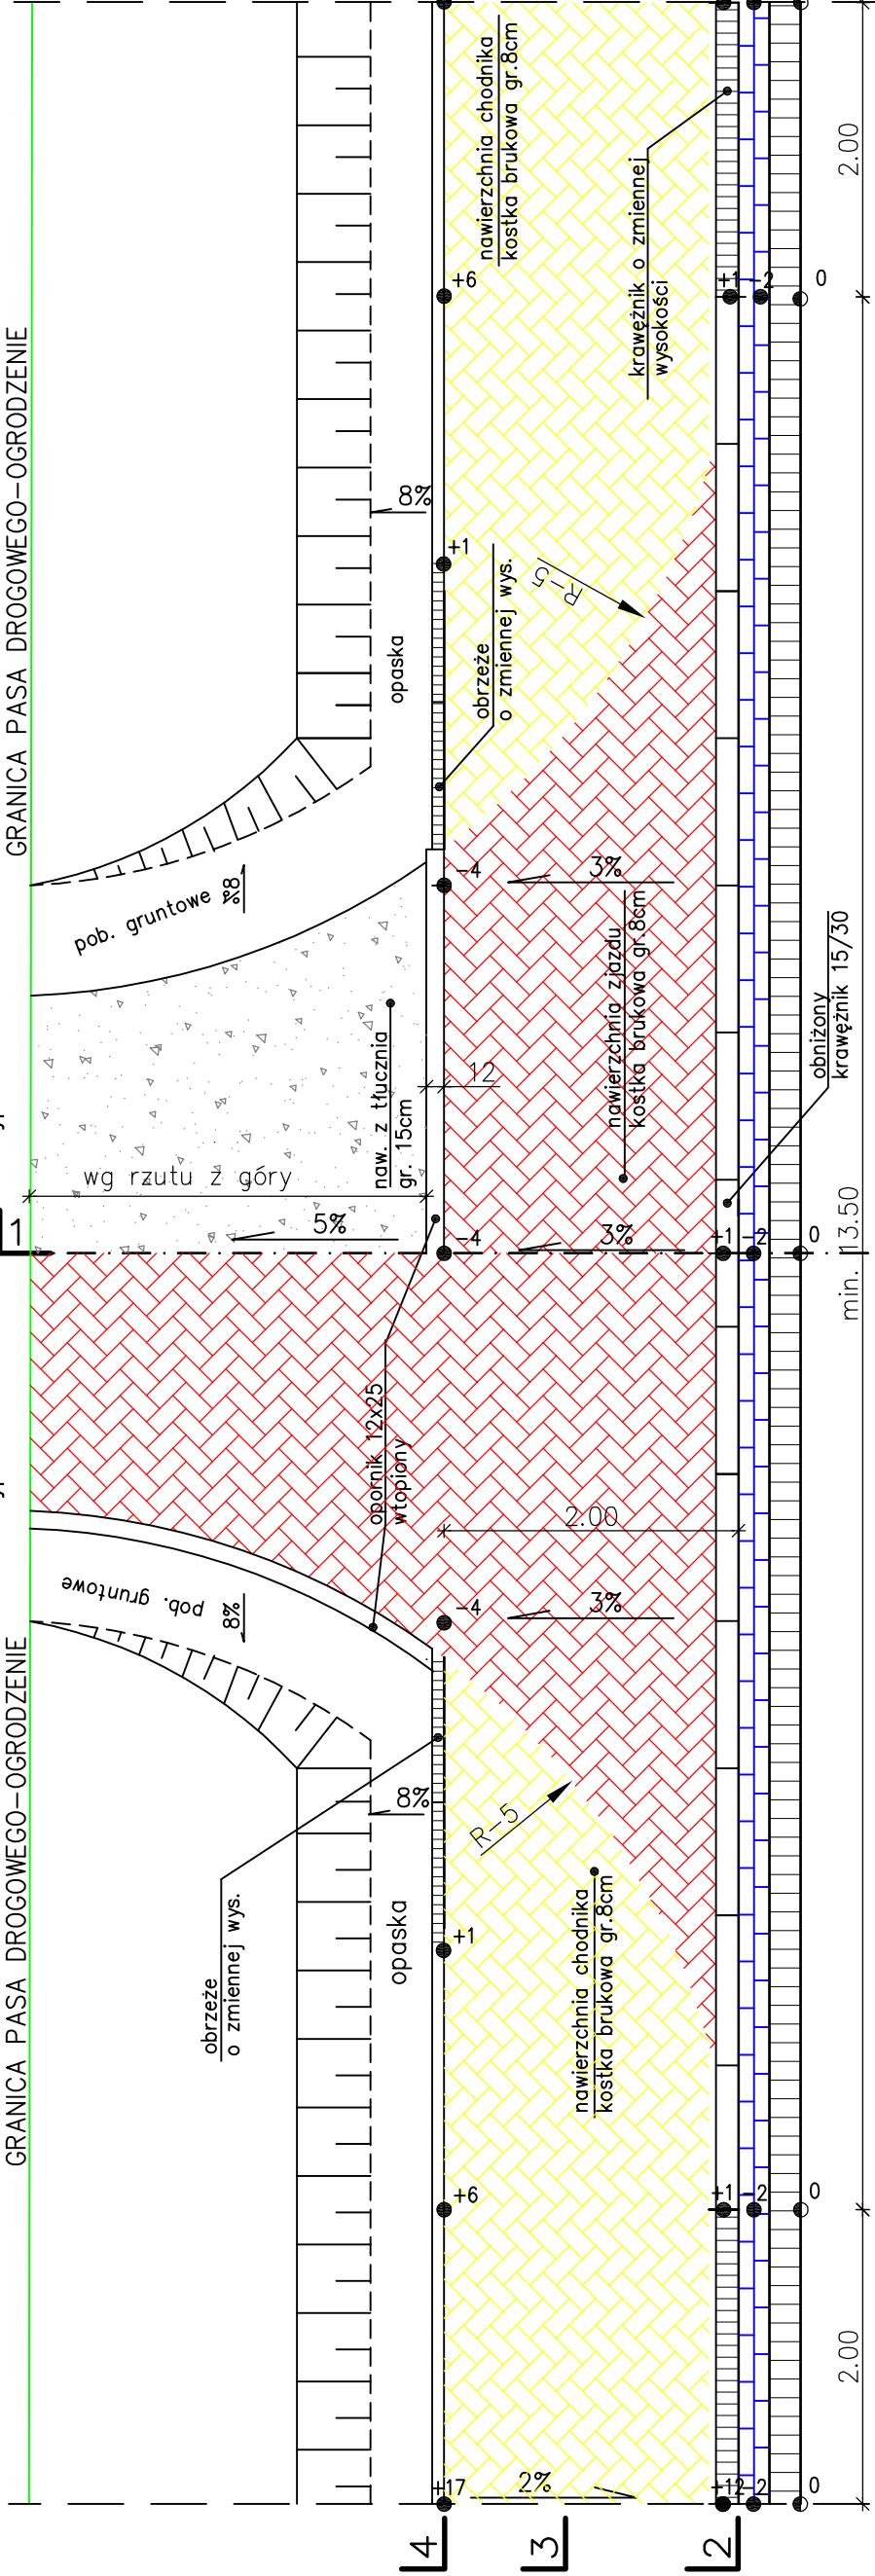 GRANICA PASA DROGOWEGO-OGRODZENIE
GRANICA PASA DROGOWEGO-OGRODZENIE
1
pob. gruntowe
8%
5%
wg rzutu z góry
pob. gruntowe
8%
naw. z tłucznia
gr. 15cm
opornik 12x25
wtopiony
obrzeże
o zmiennej wys.
opaska
8%
opaska
8%
obrzeże
o zmiennej wys.
4
+17
+6
+1
-4
-4
-4
+1
+6
12
3
2%
R-5
3%
2.00
3%
3%
R-5
nawierzchnia chodnika
kostka brukowa gr.8cm
nawierzchnia zjazdu
kostka brukowa gr.8cm
nawierzchnia chodnika
kostka brukowa gr.8cm
krawężnik o zmiennej
wysokości
2
+12
-2
0
+1
-2
0
+1
-2
0
+1
-2
0
obniżony
krawężnik 15/30
2.00
min. 13.50
2.00